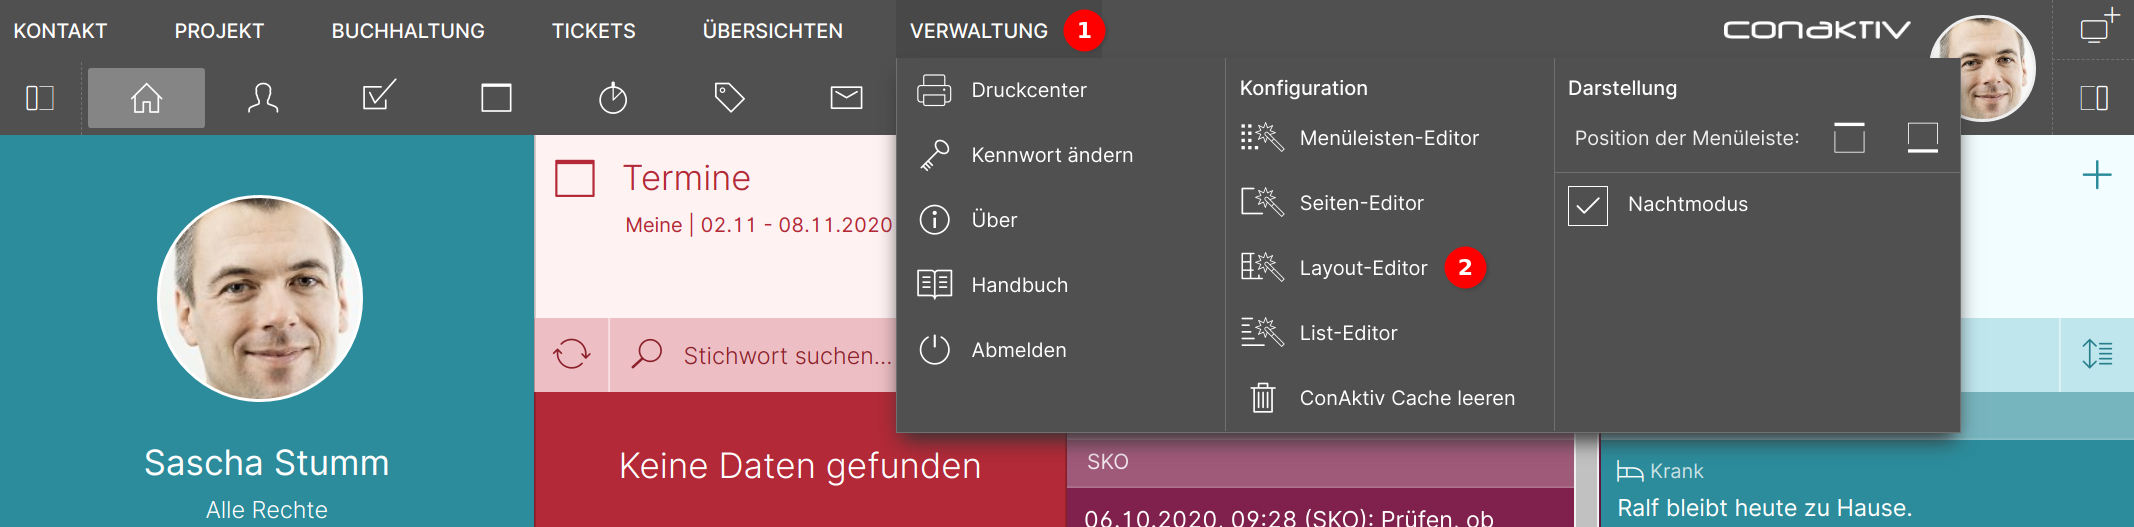 KONTAKT PROJEKT BUCHHALTUNG TICKETS ÜBERSICHTEN VERWALTUNG 1 conaktiv
Druckcenter
Kennwort ändern
Über
Handbuch
Abmelden
Konfiguration
Menüleisten-Editor
Seiten-Editor
Layout-Editor 2
List-Editor
ConAktiv Cache leeren
Darstellung
Position der Menüleiste:
Nachtmodus
Sascha Stumm
Alle Rechte
Termine
Meine | 02.11 - 08.11.2020
Stichwort suchen...
Keine Daten gefunden
SKO
06.10.2020, 09:28 (SKO): Prüfen, ob
Krank
Ralf bleibt heute zu Hause.